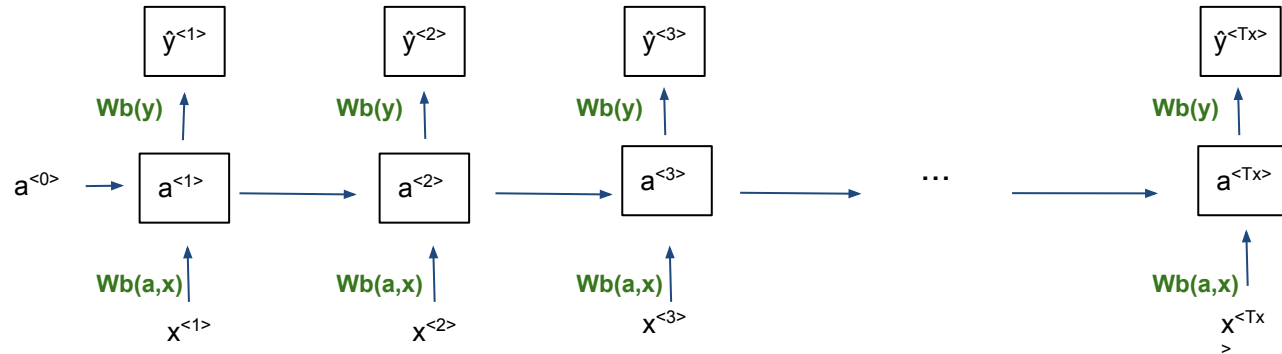 ŷ<1> ŷ<2> ŷ<3> ŷ<Tx>
Wb(y) Wb(y) Wb(y) Wb(y)
a<0> a<1> a<2> a<3> ... a<Tx>
Wb(a,x) Wb(a,x) Wb(a,x) Wb(a,x)
x<1> x<2> x<3> x<Tx
>